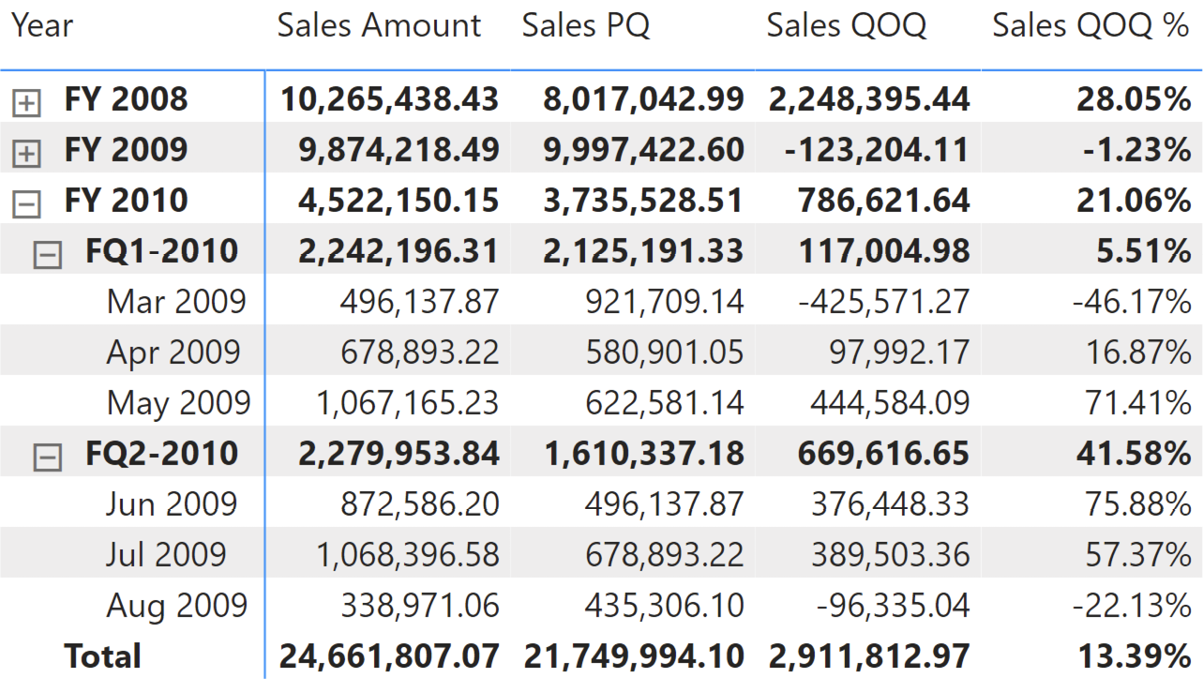 Year Sales Amount Sales PQ Sales QOQ Sales QOQ %
FY 2008 10,265,438.43 8,017,042.99 2,248,395.44 28.05%
FY 2009 9,874,218.49 9,997,422.60 -123,204.11 -1.23%
FY 2010 4,522,150.15 3,735,528.51 786,621.64 21.06%
FQ1-2010 2,242,196.31 2,125,191.33 117,004.98 5.51%
Mar 2009 496,137.87 921,709.14 -425,571.27 -46.17%
Apr 2009 678,893.22 580,901.05 97,992.17 16.87%
May 2009 1,067,165.23 622,581.14 444,584.09 71.41%
FQ2-2010 2,279,953.84 1,610,337.18 669,616.65 41.58%
Jun 2009 872,586.20 496,137.87 376,448.33 75.88%
Jul 2009 1,068,396.58 678,893.22 389,503.36 57.37%
Aug 2009 338,971.06 435,306.10 -96,335.04 -22.13%
Total 24,661,807.07 21,749,994.10 2,911,812.97 13.39%